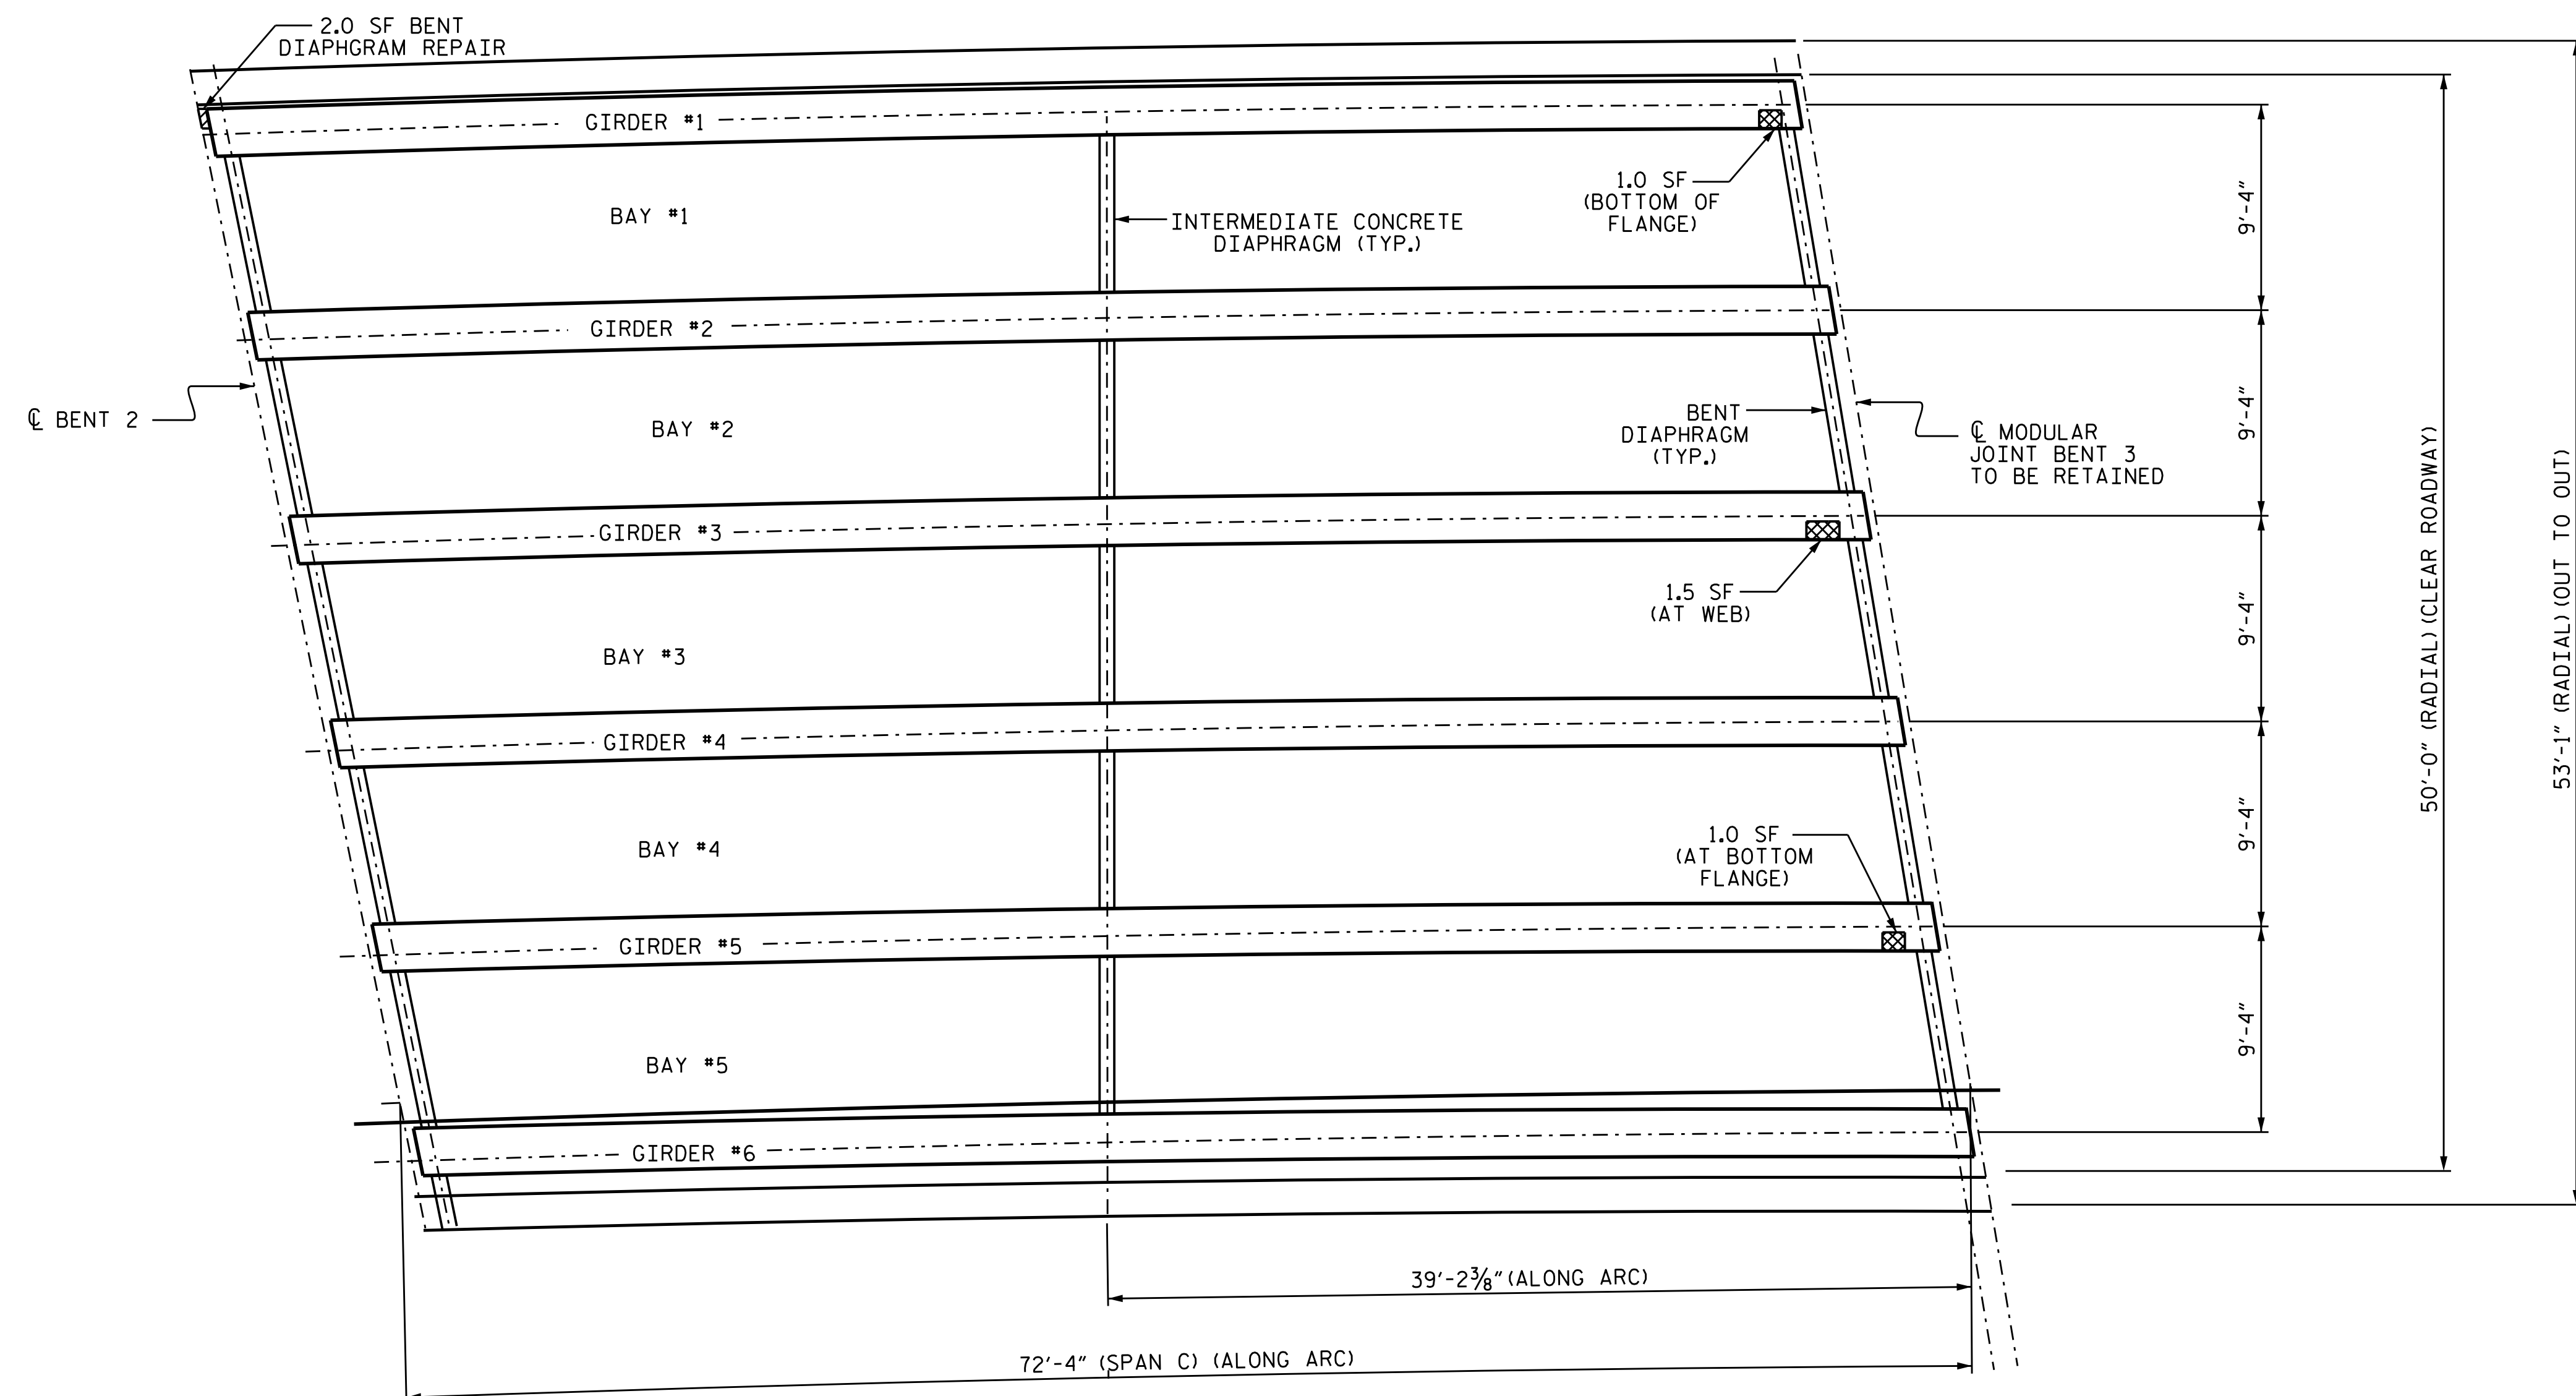 2.0 SF BENT
DIAPHGRAM REPAIR
GIRDER #1
BAY #1
INTERMEDIATE CONCRETE
DIAPHRAGM (TYP.)
1.0 SF
(BOTTOM OF
FLANGE)
9'-4"
GIRDER #2
℄ BENT 2
BAY #2
BENT
DIAPHRAGM
(TYP.)
℄ MODULAR
JOINT BENT 3
TO BE RETAINED
9'-4"
GIRDER #3
1.5 SF
(AT WEB)
9'-4"
50'-0" (RADIAL)(CLEAR ROADWAY)
53'-1" (RADIAL)(OUT TO OUT)
BAY #3
GIRDER #4
BAY #4
1.0 SF
(AT BOTTOM
FLANGE)
9'-4"
GIRDER #5
BAY #5
9'-4"
GIRDER #6
39'-2⅜"(ALONG ARC)
72'-4" (SPAN C) (ALONG ARC)